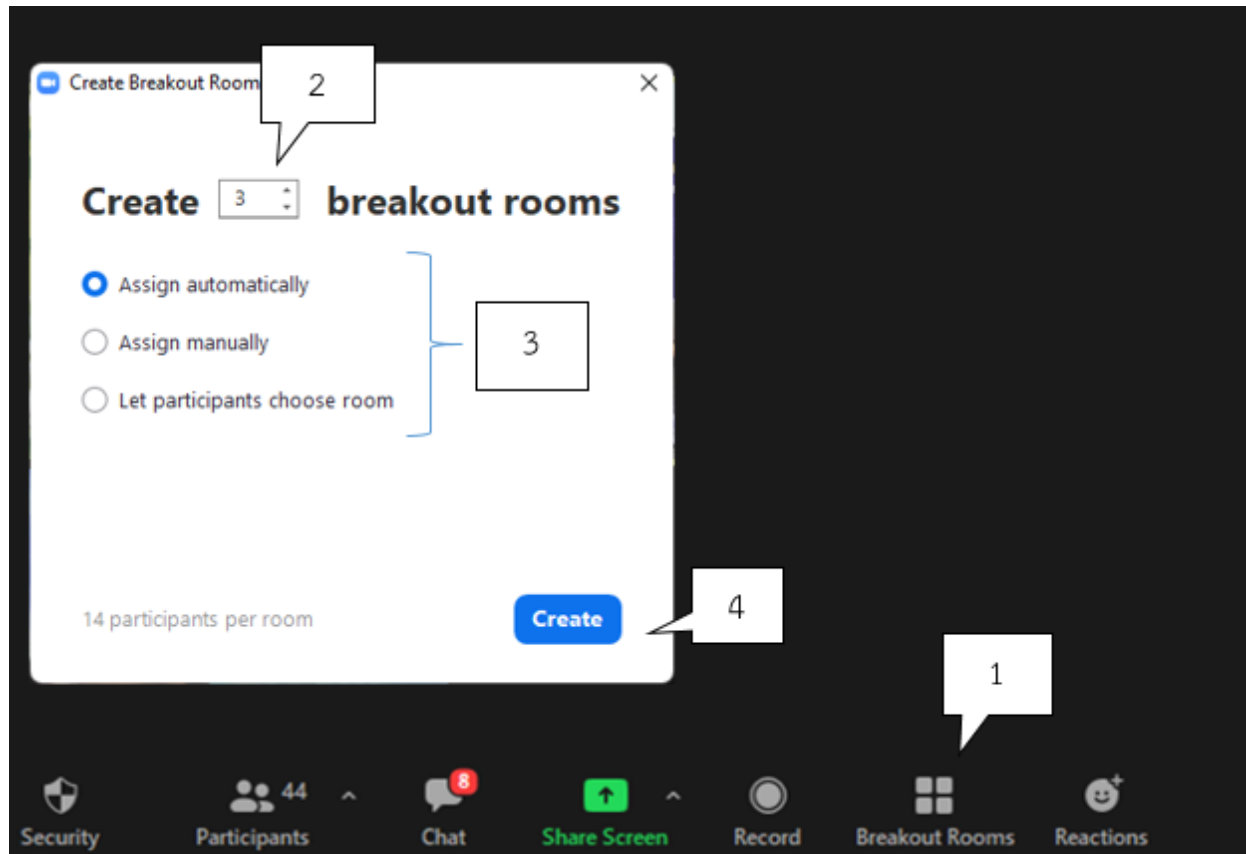 Create Breakout Room
2
Create 3 breakout rooms
Assign automatically
Assign manually
3
Let participants choose room
14 participants per room
Create
4
1
44
8
Security
Participants
Chat
Share Screen
Record
Breakout Rooms
Reactions